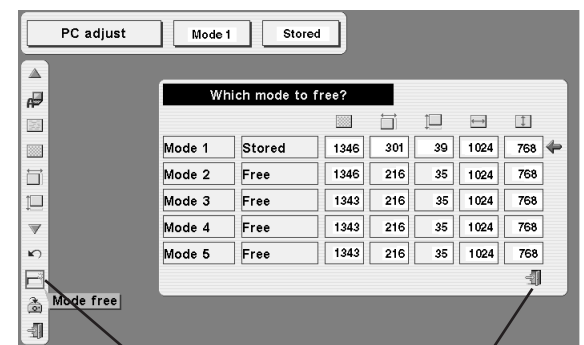 PC adjust Mode 1 Stored
Which mode to free?
Mode 1 Stored 1346 301 39 1024 768
Mode 2 Free 1346 216 35 1024 768
Mode 3 Free 1343 216 35 1024 768
Mode 4 Free 1343 216 35 1024 768
Mode 5 Free 1343 216 35 1024 768
Mode free